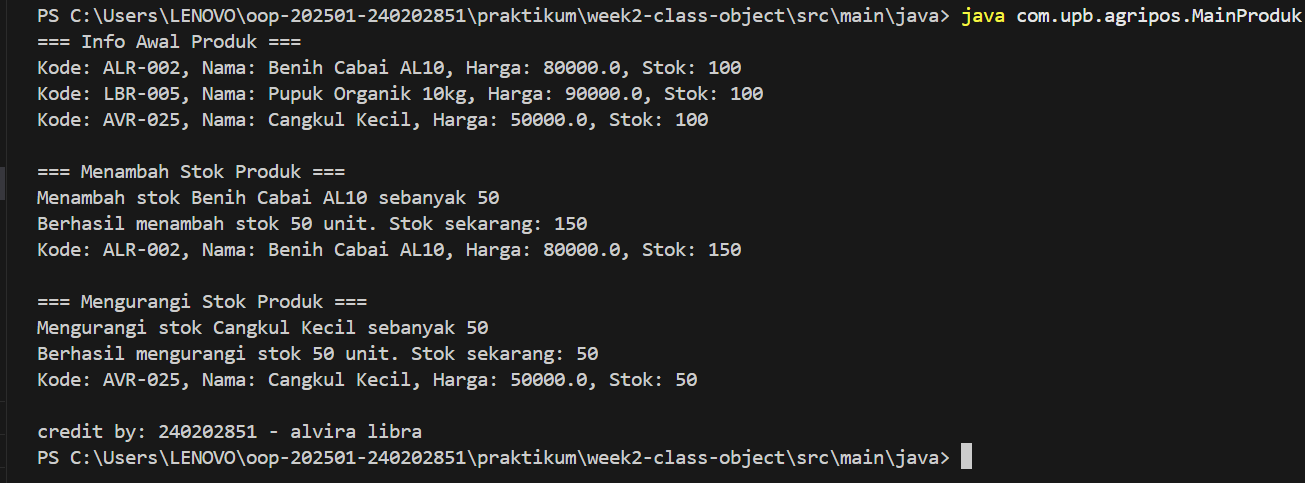 PS C:\Users\LENOVO\oop-202501-240202851\praktikum\week2-class-object\src\main\java> java com.upb.agripos.MainProduk
=== Info Awal Produk ===
Kode: ALR-002, Nama: Benih Cabai AL10, Harga: 80000.0, Stok: 100
Kode: LBR-005, Nama: Pupuk Organik 10kg, Harga: 90000.0, Stok: 100
Kode: AVR-025, Nama: Cangkul Kecil, Harga: 50000.0, Stok: 100

=== Menambah Stok Produk ===
Menambah stok Benih Cabai AL10 sebanyak 50
Berhasil menambah stok 50 unit. Stok sekarang: 150
Kode: ALR-002, Nama: Benih Cabai AL10, Harga: 80000.0, Stok: 150

=== Mengurangi Stok Produk ===
Mengurangi stok Cangkul Kecil sebanyak 50
Berhasil mengurangi stok 50 unit. Stok sekarang: 50
Kode: AVR-025, Nama: Cangkul Kecil, Harga: 50000.0, Stok: 50

credit by: 240202851 - alvira libra
PS C:\Users\LENOVO\oop-202501-240202851\praktikum\week2-class-object\src\main\java>